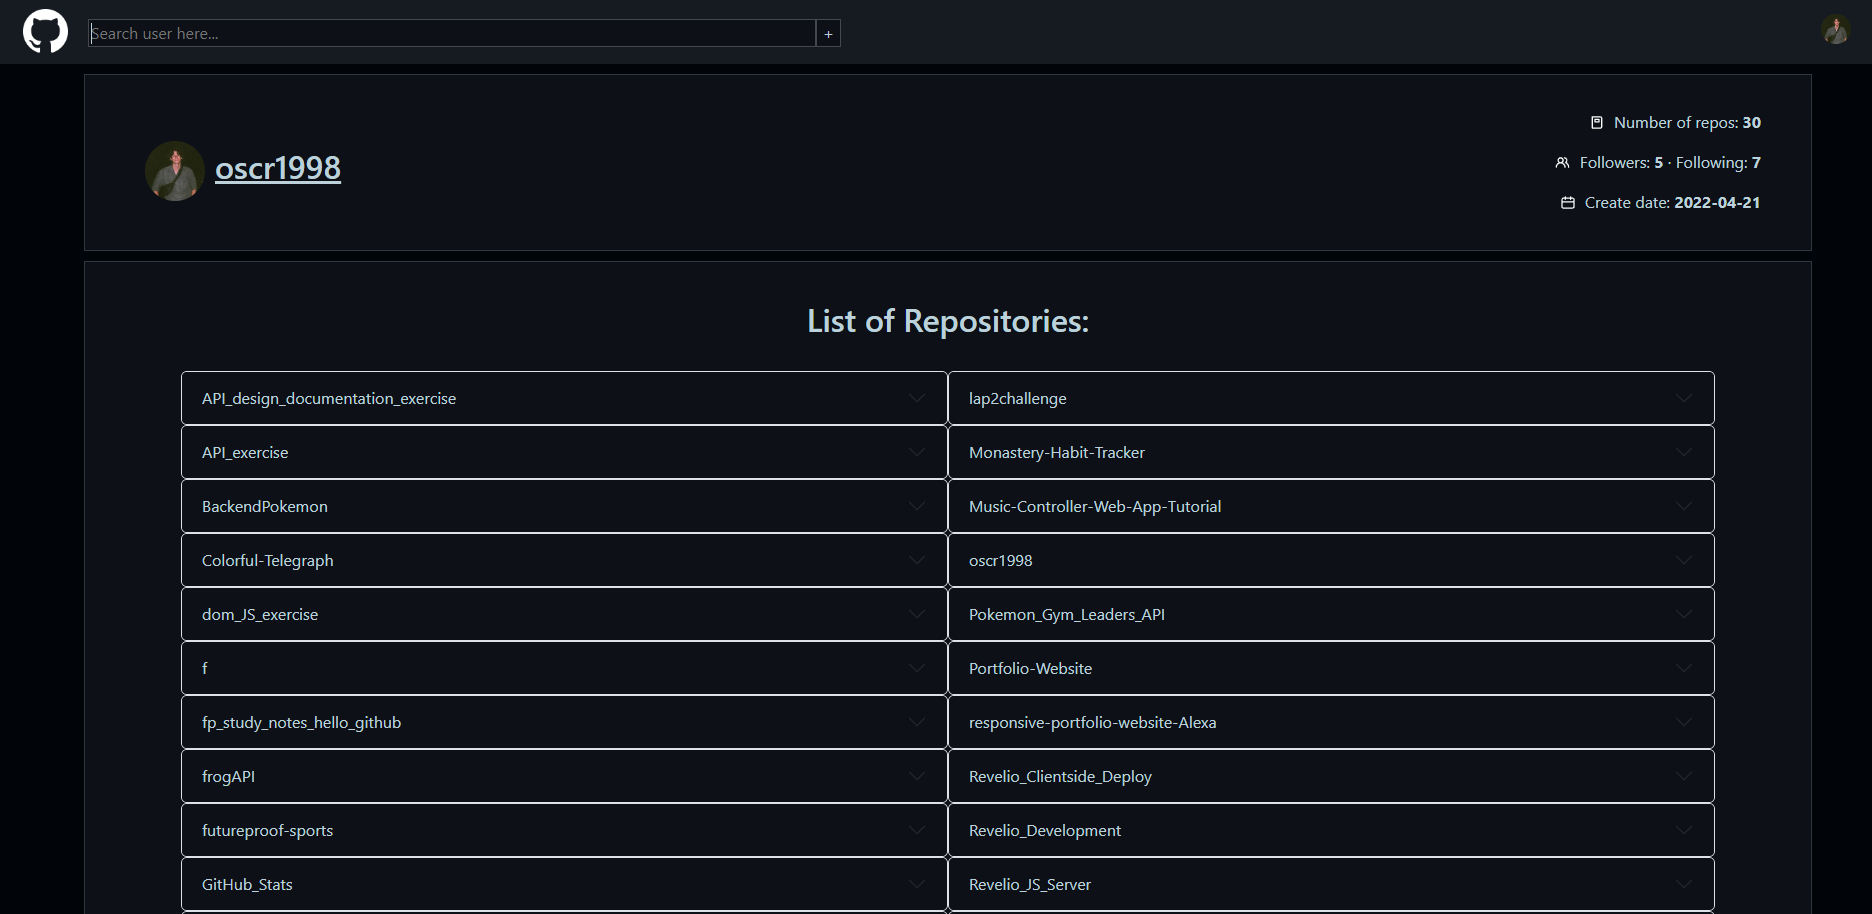 Search user here...
+
oscr1998
Number of repos: 30
Followers: 5 · Following: 7
Create date: 2022-04-21
List of Repositories:
API_design_documentation_exercise
API_exercise
BackendPokemon
Colorful-Telegraph
dom_JS_exercise
f
fp_study_notes_hello_github
frogAPI
futureproof-sports
GitHub_Stats
lap2challenge
Monastery-Habit-Tracker
Music-Controller-Web-App-Tutorial
oscr1998
Pokemon_Gym_Leaders_API
Portfolio-Website
responsive-portfolio-website-Alexa
Revelio_Clientside_Deploy
Revelio_Development
Revelio_JS_Server